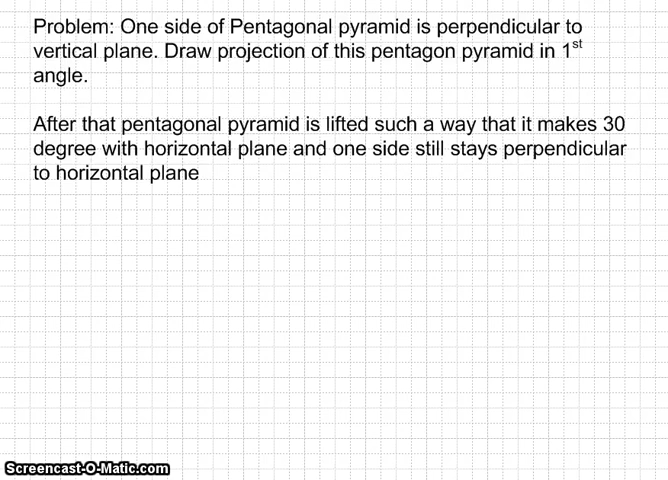 Problem: One side of Pentagonal pyramid is perpendicular to
vertical plane. Draw projection of this pentagon pyramid in 1st
angle.
After that pentagonal pyramid is lifted such a way that it makes 30
degree with horizontal plane and one side still stays perpendicular
to horizontal plane
Screencast-O-Matic.com